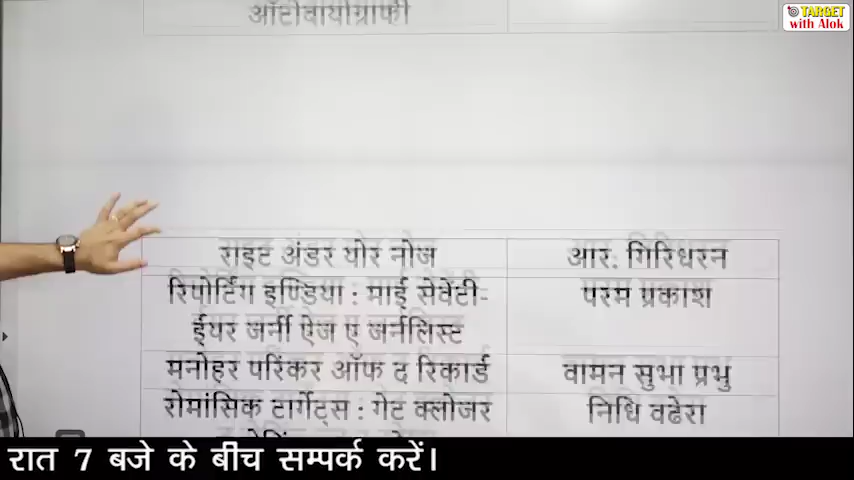 ऑटोवायोग्राफी
TARGET
with Alok
राइट अंडर योर नोज आर. गिरिधरन
रिपोर्टिंग इण्डिया : माई सेवेंटी- परम प्रकाश
ईयर जर्नी ऐज ए जर्नलिस्ट
मनोहर परिंकर ऑफ द रिकार्ड वामन सुभा प्रभु
रोमांसिक टार्गेट्स : गेट क्लोजर निधि वढेरा
रात 7 बजे के बीच सम्पर्क करें।